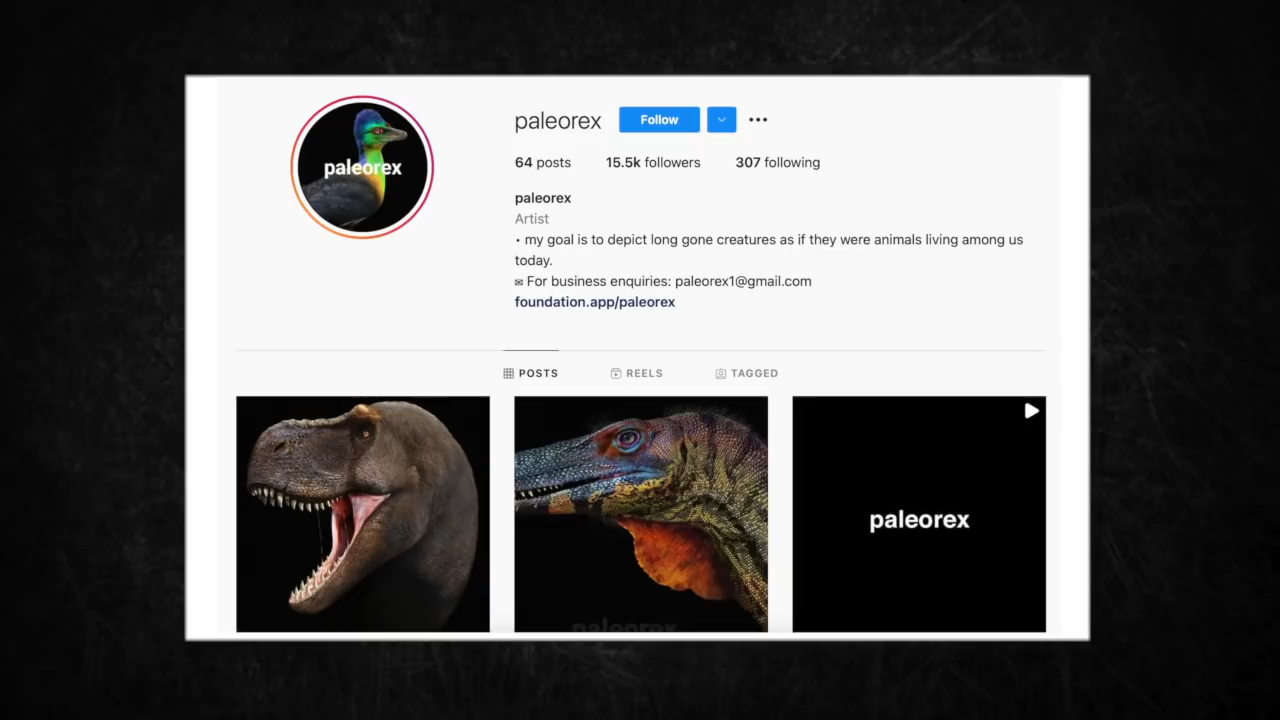 paleorex
paleorex Follow
64 posts 15.5k followers 307 following
paleorex
Artist
• my goal is to depict long gone creatures as if they were animals living among us
today.
✉ For business enquiries: paleorex1@gmail.com
foundation.app/paleorex
POSTS REELS TAGGED
paleorex
paleorex